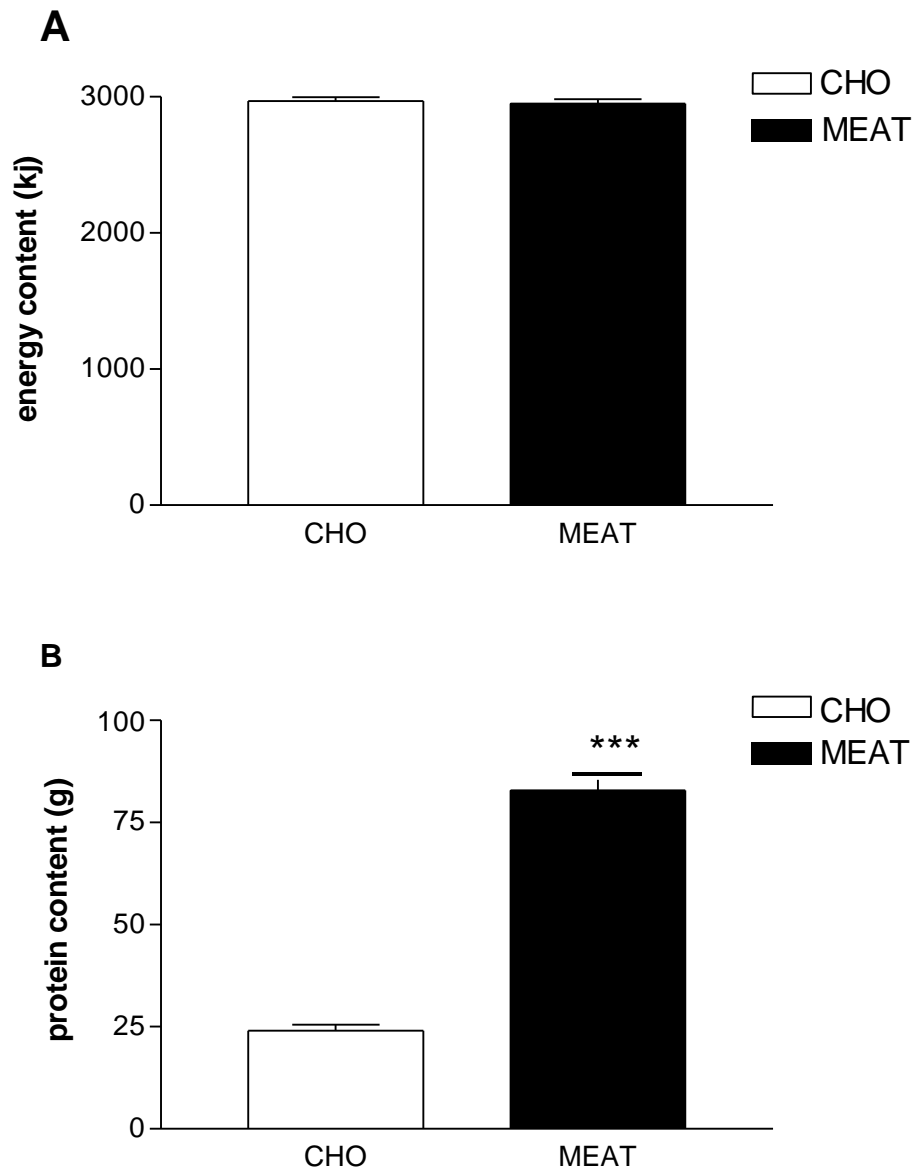 A
CHO
MEAT
energy content (kj)
3000
2000
1000
0
CHO
MEAT
B
CHO
MEAT
protein content (g)
100
75
50
25
0
***
CHO
MEAT